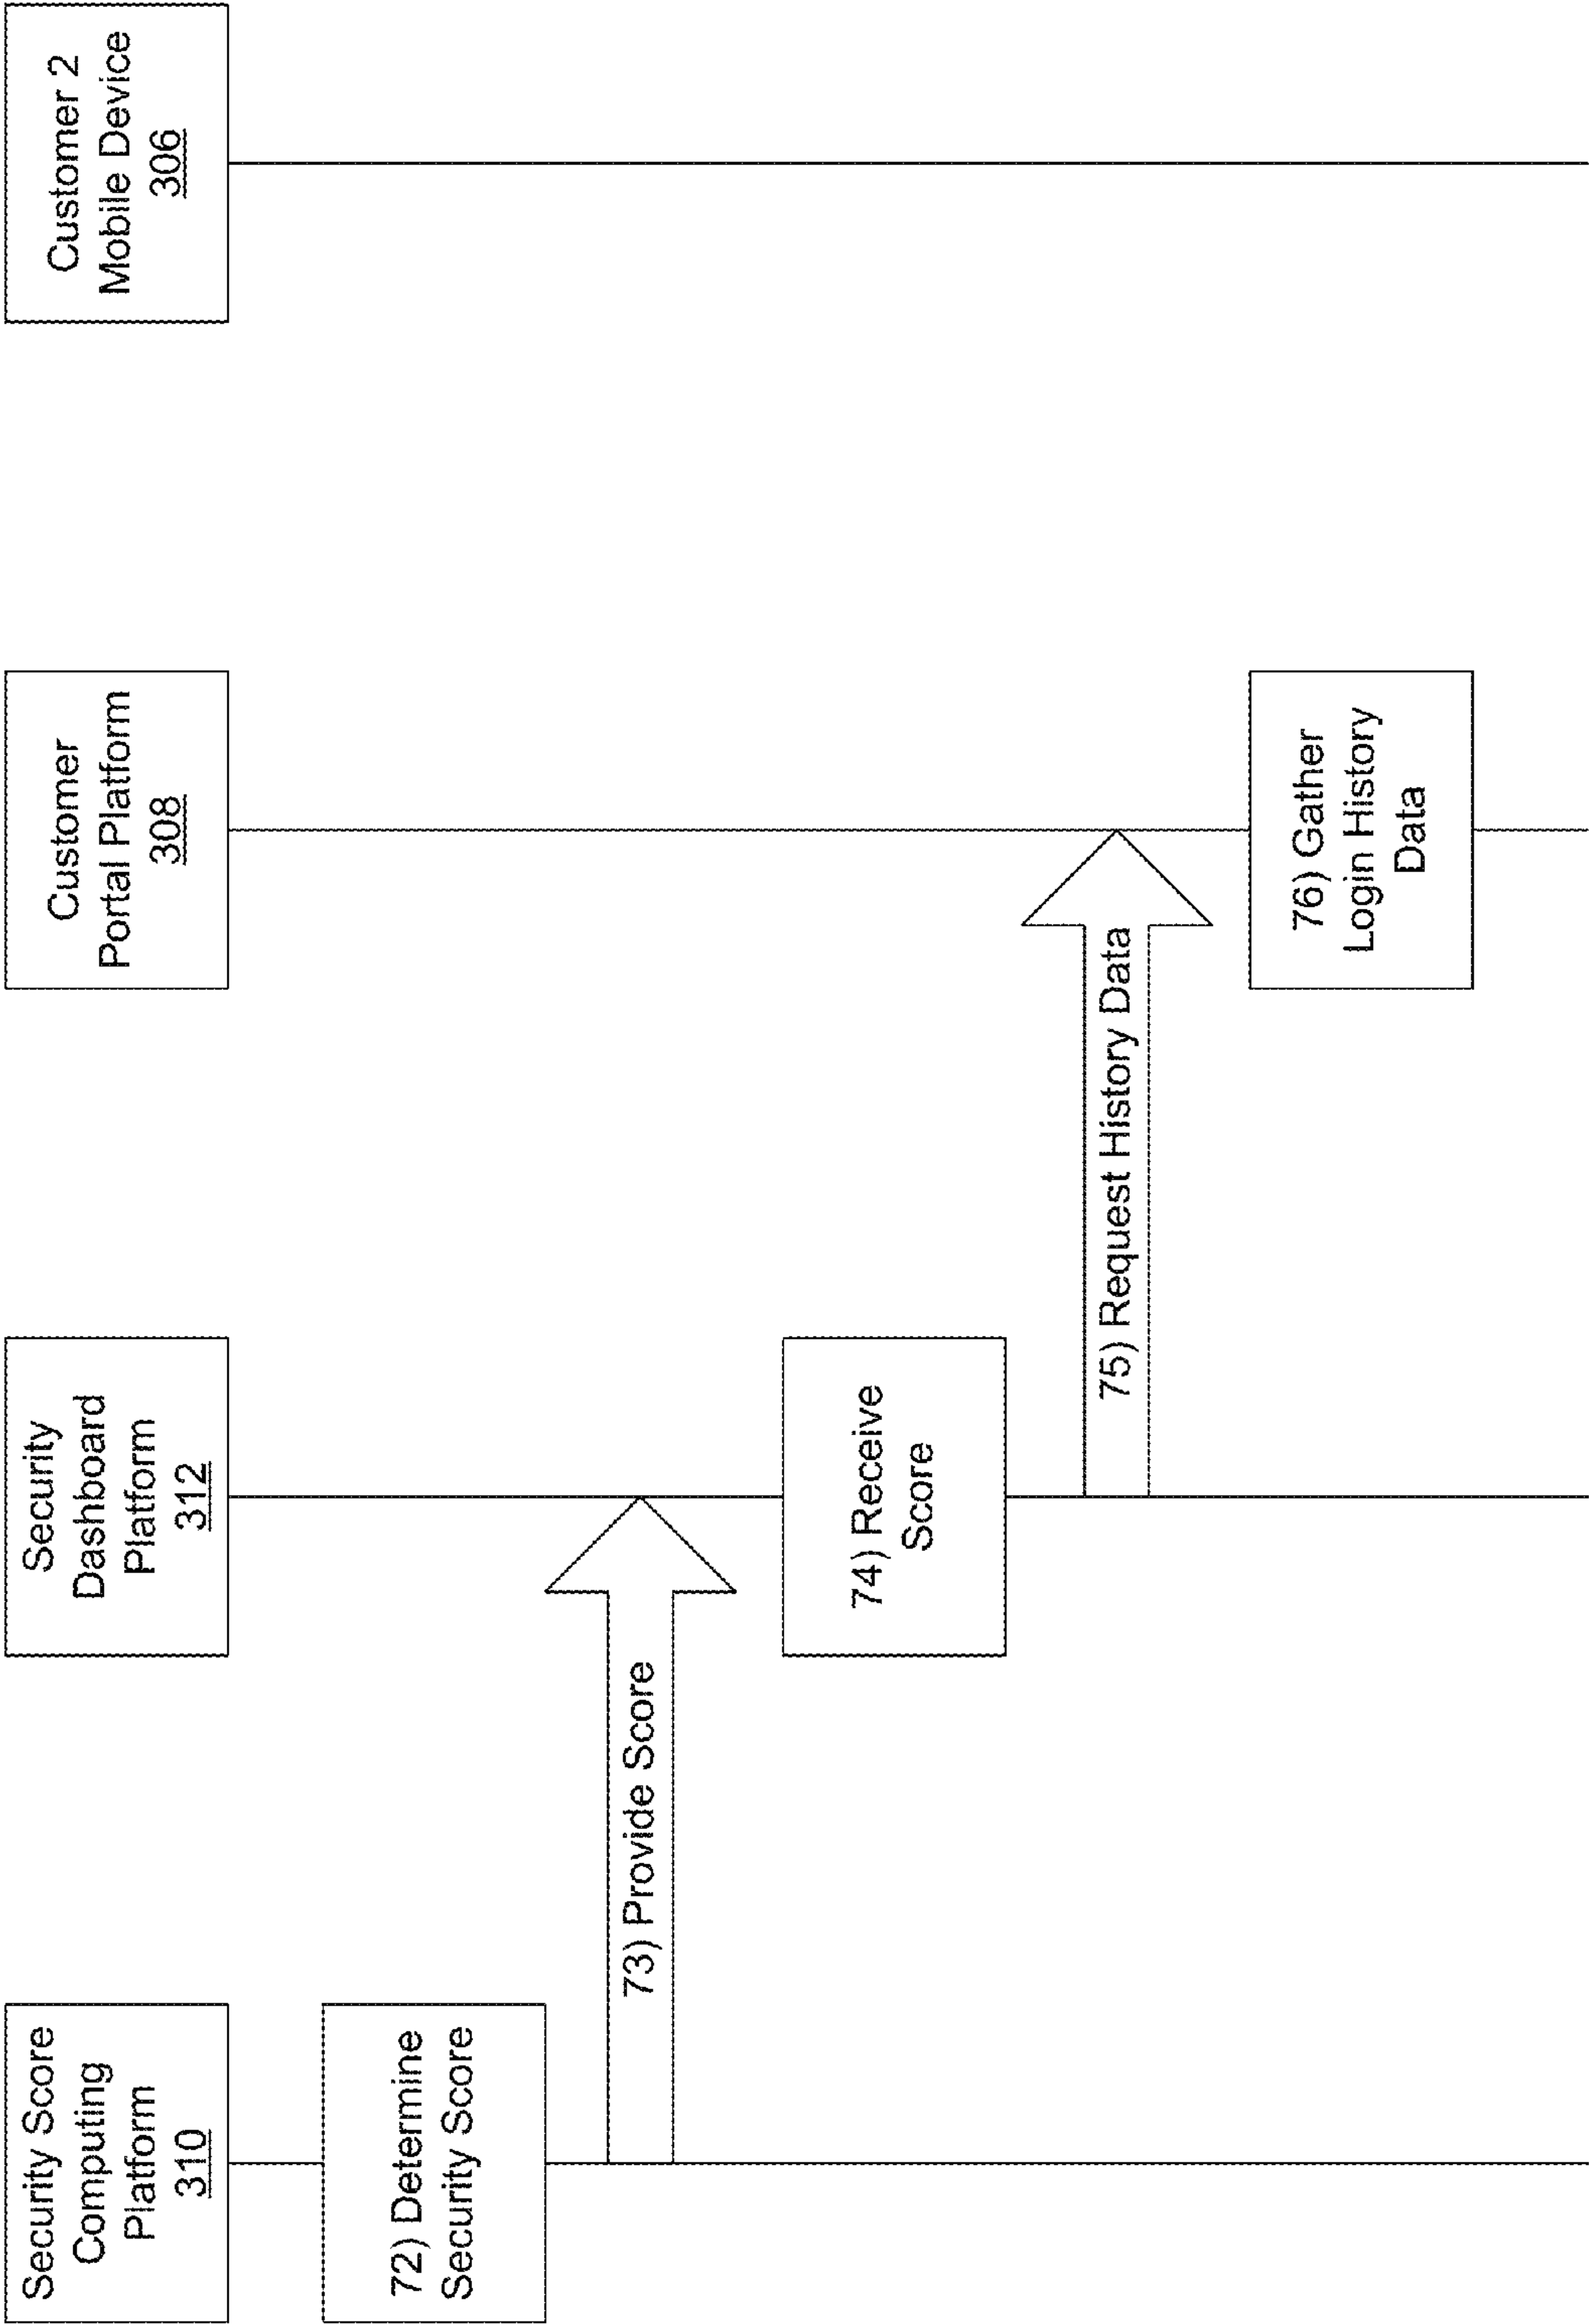 Security Score
Computing
Platform
310
Security
Dashboard
Platform
312
Customer
Portal Platform
308
Customer 2
Mobile Device
306
72) Determine
Security Score
73) Provide Score
74) Receive
Score
75) Request History Data
76) Gather
Login History
Data